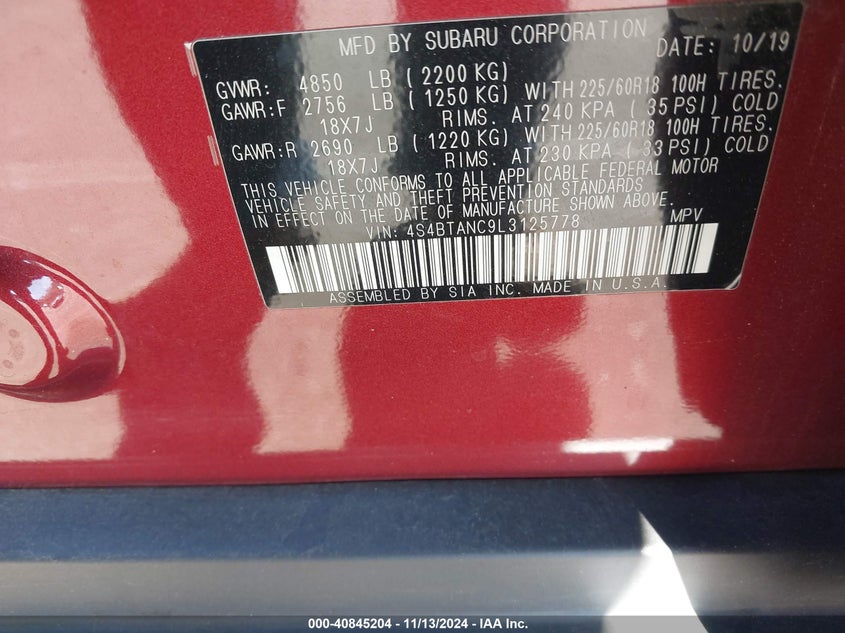 MFD BY SUBARU CORPORATION DATE: 10/19
GVWR: 4850 LB (2200 KG)
GAWR:F 2756 LB (1250 KG) WITH 225/60R18 100H TIRES.
18X7J RIMS. AT 240 KPA (35 PSI) COLD
GAWR:R 2690 LB (1220 KG) WITH 225/60R18 100H TIRES.
18X7J RIMS. AT 230 KPA (33 PSI) COLD
THIS VEHICLE CONFORMS TO ALL APPLICABLE FEDERAL MOTOR
VEHICLE SAFETY AND THEFT PREVENTION STANDARDS
IN EFFECT ON THE DATE OF MANUFACTURE SHOWN ABOVE.
VIN: 4S4BTANC9L3125778 MPV
ASSEMBLED BY SIA INC. MADE IN U.S.A.
000-40845204 - 11/13/2024 - IAA Inc.